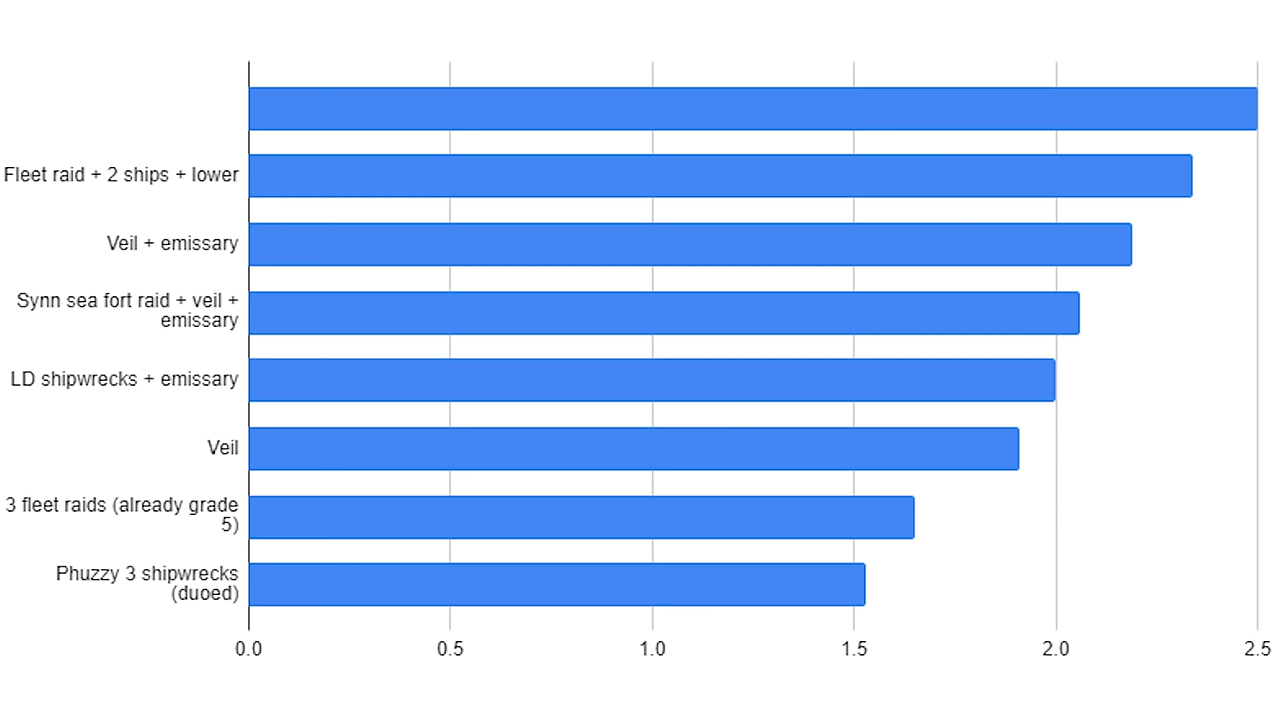 Fleet raid + 2 ships + lower
Veil + emissary
Synn sea fort raid + veil +
emissary
LD shipwrecks + emissary
Veil
3 fleet raids (already grade
5)
Phuzzy 3 shipwrecks
(duoed)
0.0 0.5 1.0 1.5 2.0 2.5